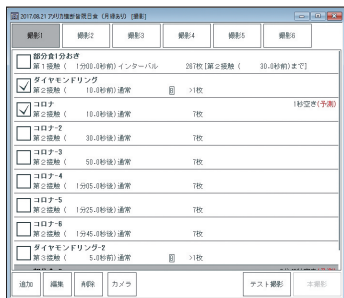 2017.08.21 アメリカ横断皆既日食 (月縁あり) [撮影]
撮影1 撮影2 撮影3 撮影4 撮影5 撮影6
部分食1分おき
第1接触 ( 1分00.0秒前) インターバル 267枚 [第2接触 ( 30.0秒前)まで]
ダイヤモンドリング
第2接触 ( 10.0秒前) 通常 >1枚
コロナ 1秒空き(予測)
第2接触 ( 10.0秒後) 通常 7枚
コロナ-2
第2接触 ( 30.0秒後) 通常 7枚
コロナ-3
第2接触 ( 50.0秒後) 通常 7枚
コロナ-4
第2接触 ( 1分05.0秒後) 通常 7枚
コロナ-5
第2接触 ( 1分25.0秒後) 通常 7枚
コロナ-6
第2接触 ( 1分45.0秒後) 通常 7枚
ダイヤモンドリング-2
第3接触 ( 5.0秒前) 通常 >1枚
追加 編集 削除 カメラ テスト撮影 本撮影